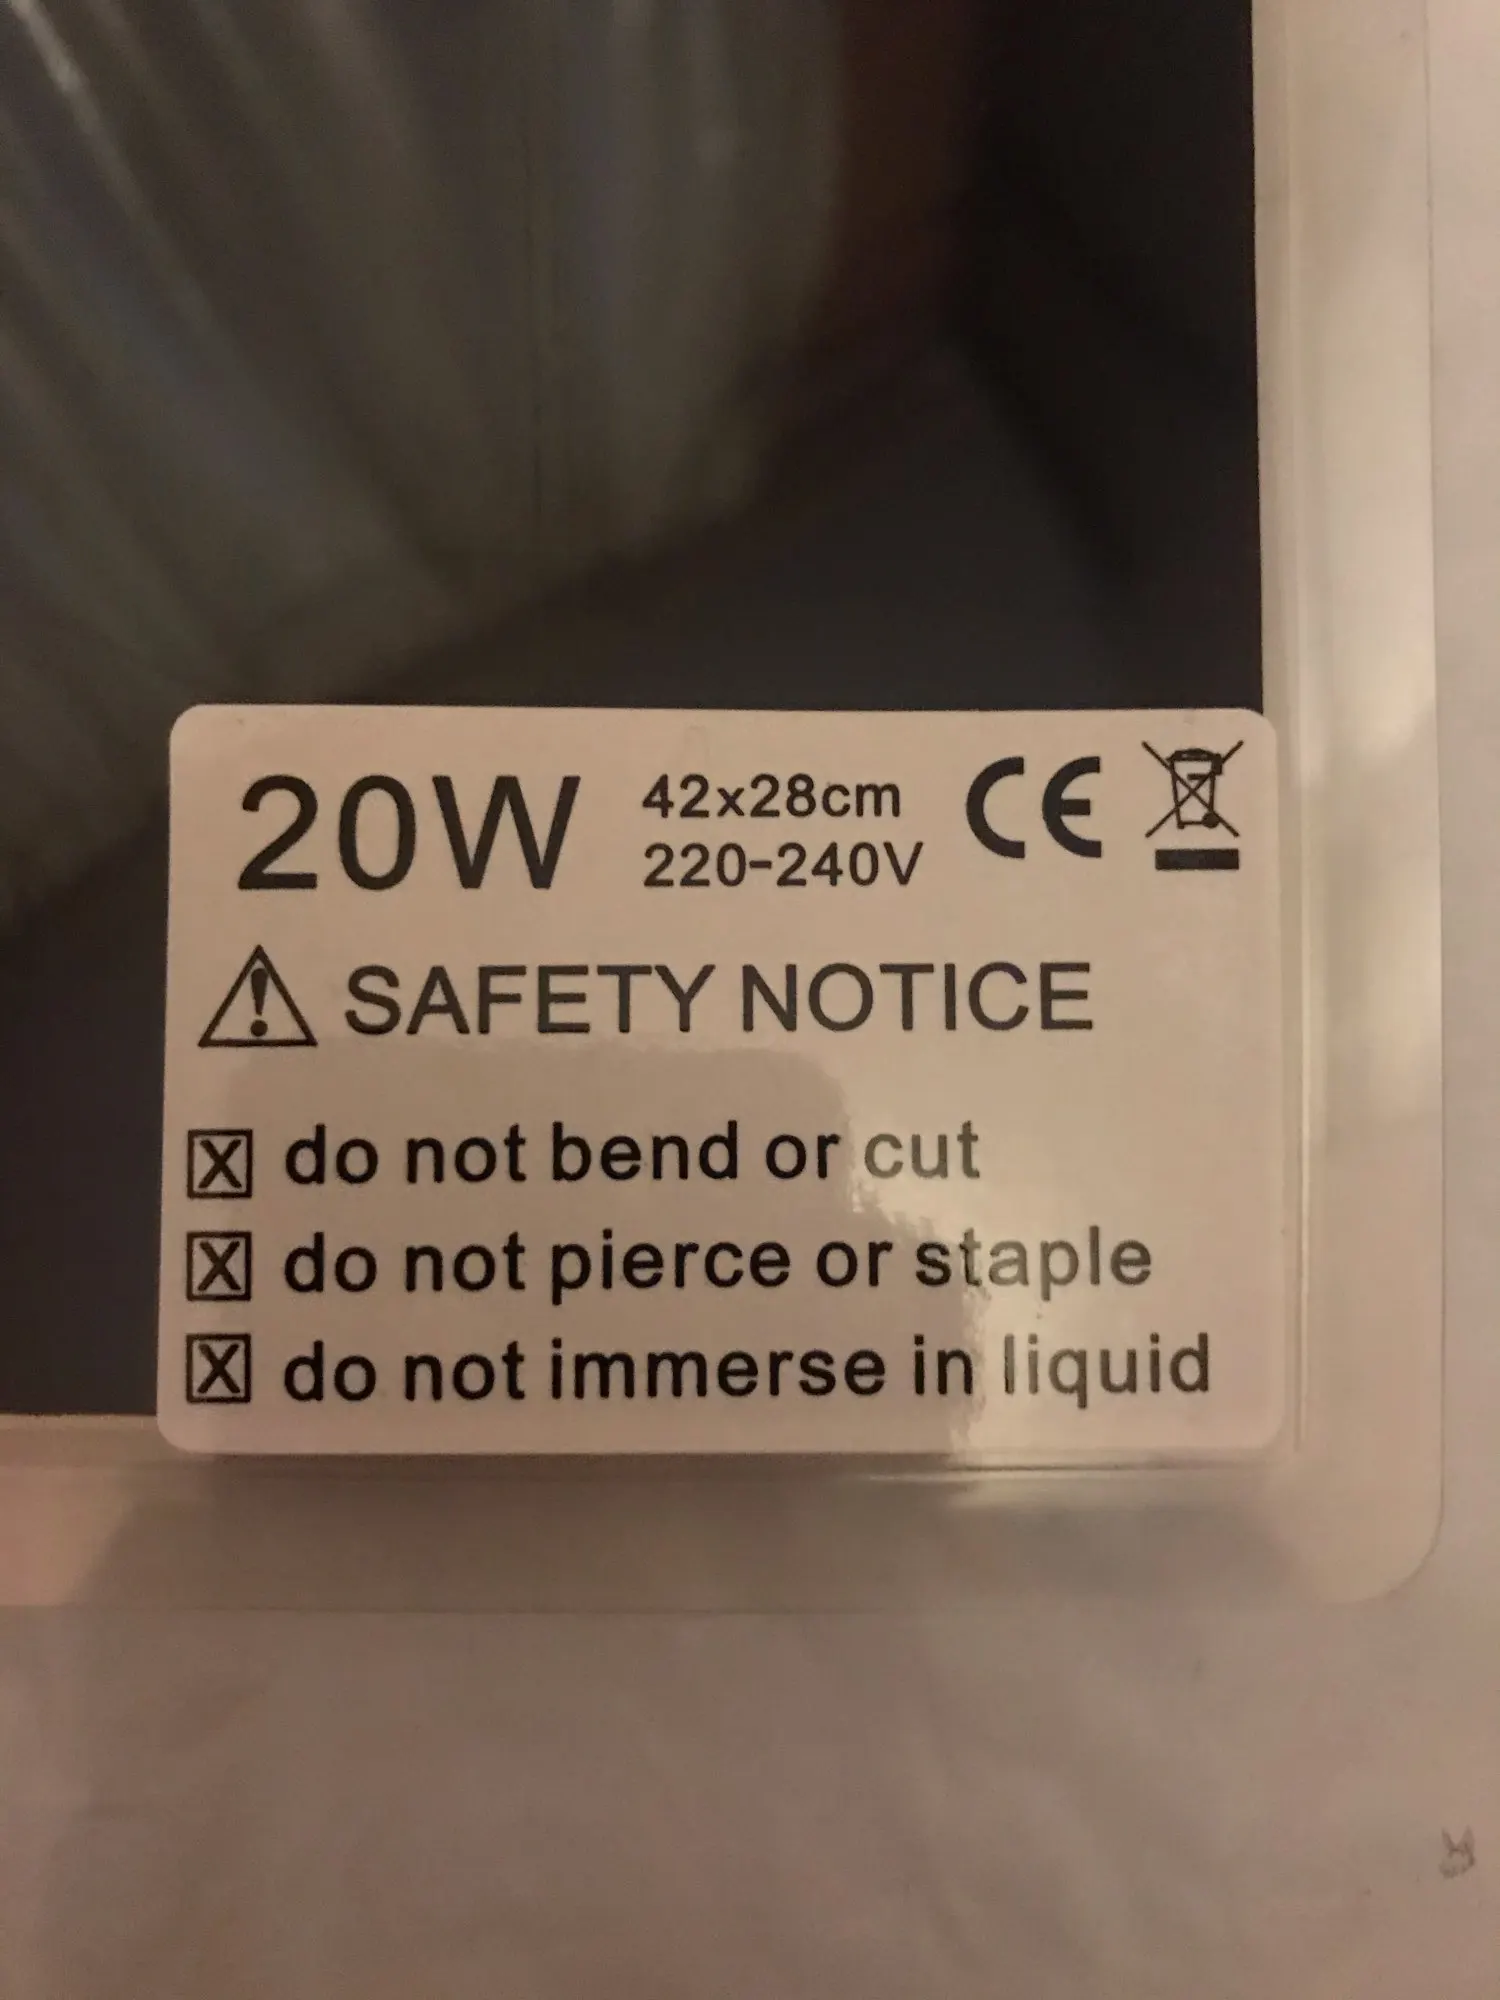 20W
42x28cm
220-240V
CE
SAFETY NOTICE
do not bend or cut
do not pierce or staple
do not immerse in liquid